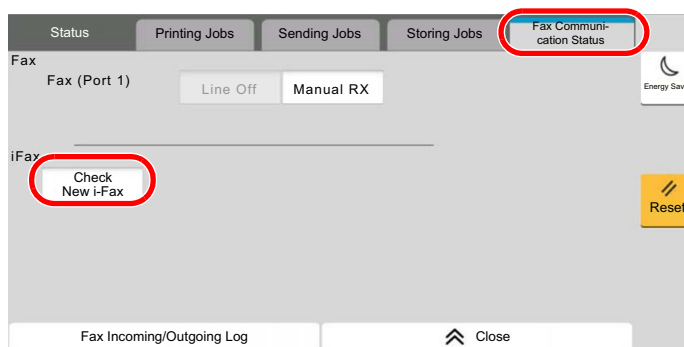 Status
Printing Jobs
Sending Jobs
Storing Jobs
Fax Communi-
cation Status
Fax
Fax (Port 1)
Line Off
Manual RX
Energy Sav
iFax
Check
New i-Fax
Reset
Fax Incoming/Outgoing Log
Close